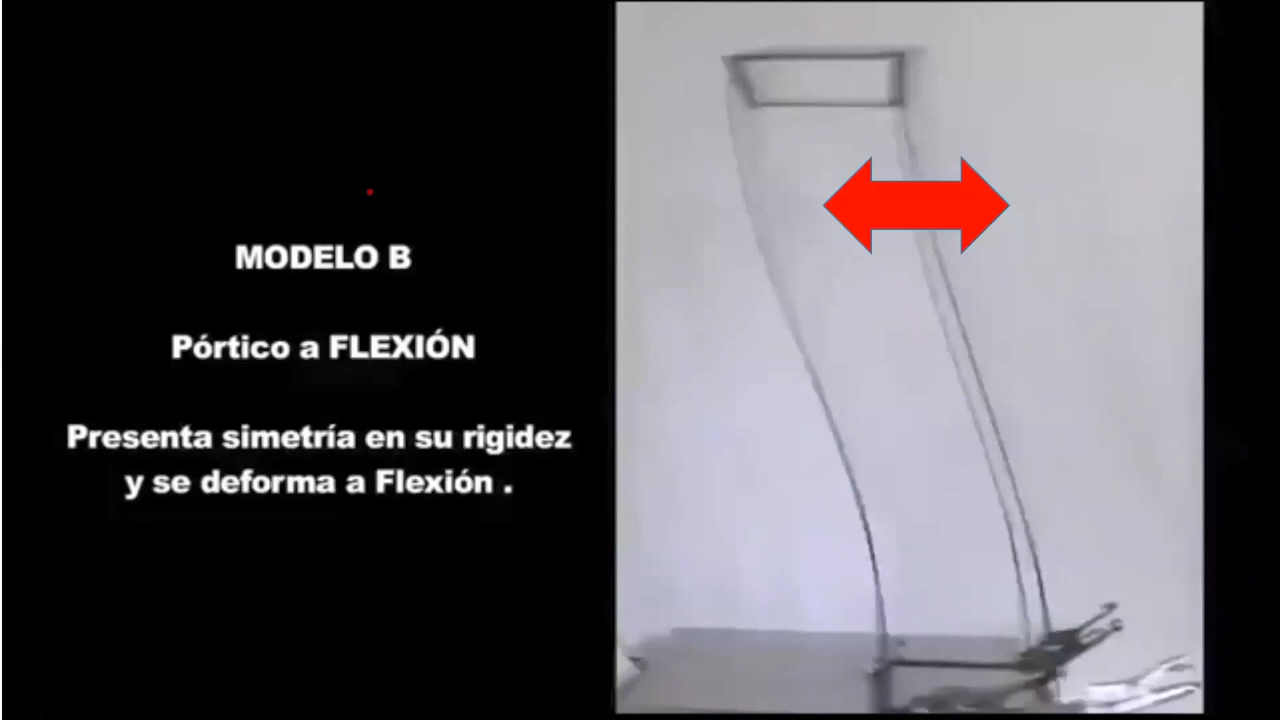 MODELO B
Pórtico a FLEXIÓN
Presenta simetría en su rigidez
y se deforma a Flexión .